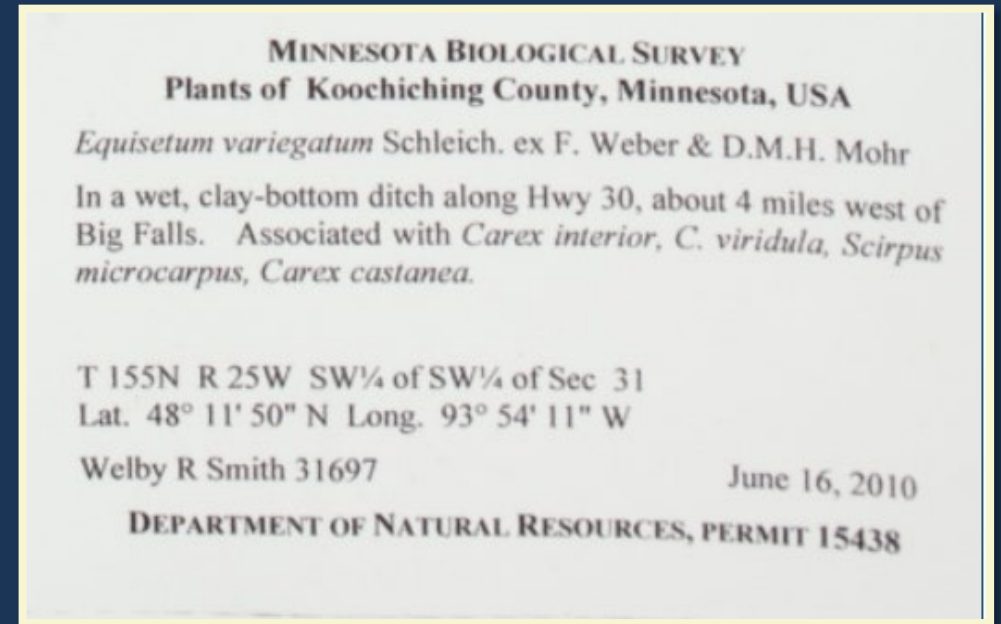 MINNESOTA BIOLOGICAL SURVEY
Plants of Koochiching County, Minnesota, USA
Equisetum variegatum Schleich. ex F. Weber & D.M.H. Mohr
In a wet, clay-bottom ditch along Hwy 30, about 4 miles west of
Big Falls. Associated with Carex interior, C. viridula, Scirpus
microcarpus, Carex castanea.
T 155N R 25W SW¼ of SW¼ of Sec 31
Lat. 48° 11' 50" N Long. 93° 54' 11" W
Welby R Smith 31697 June 16, 2010
DEPARTMENT OF NATURAL RESOURCES, PERMIT 15438